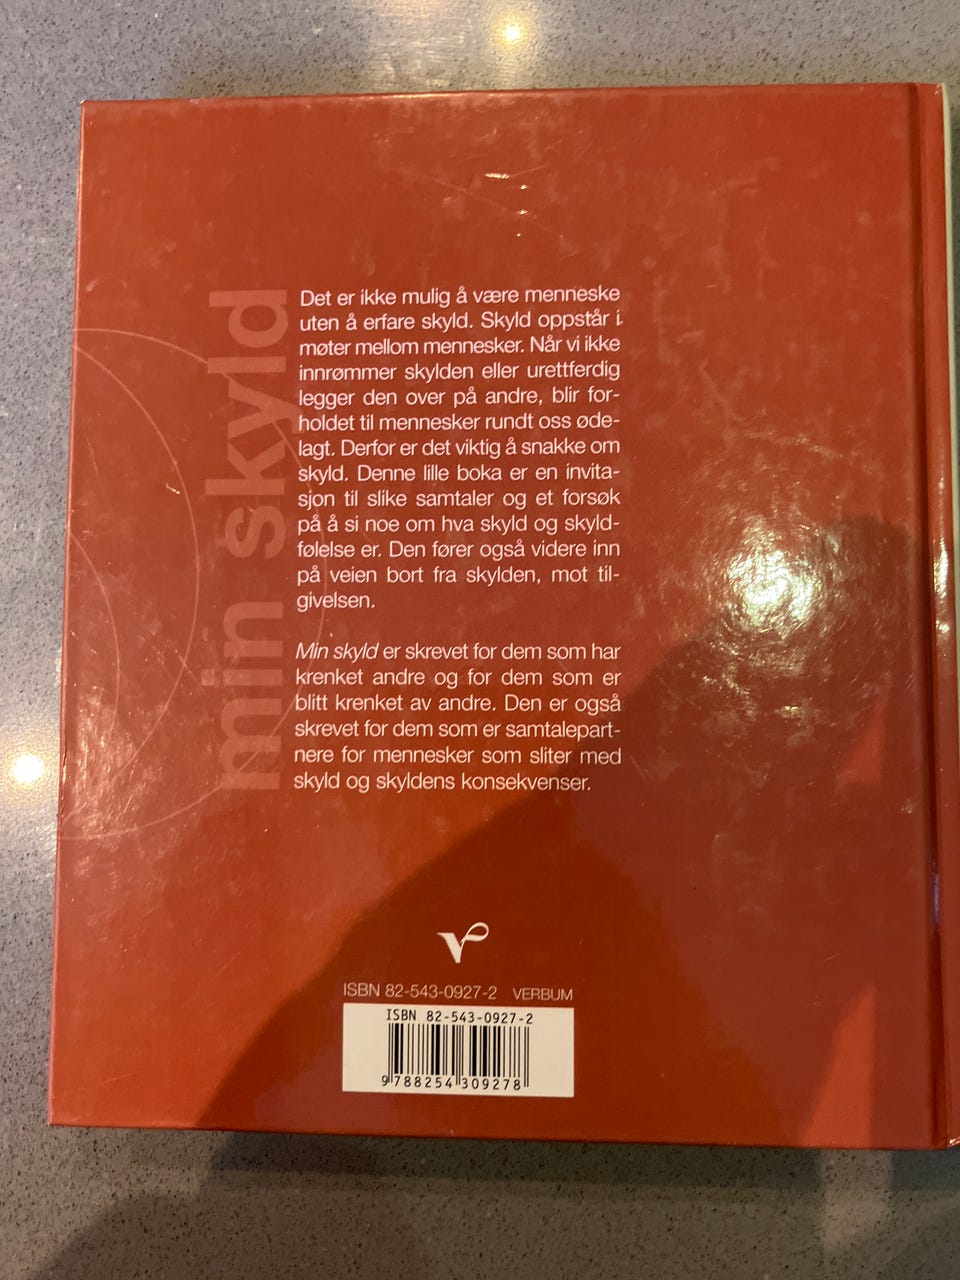 min skyld
Det er ikke mulig å være menneske
uten å erfare skyld. Skyld oppstår i
møter mellom mennesker. Når vi ikke
innrømmer skylden eller urettferdig
legger den over på andre, blir for-
holdet til mennesker rundt oss øde-
lagt. Derfor er det viktig å snakke om
skyld. Denne lille boka er en invita-
sjon til slike samtaler og et forsøk
på å si noe om hva skyld og skyld-
følelse er. Den fører også videre inn
på veien bort fra skylden, mot til-
givelsen.
Min skyld er skrevet for dem som har
krenket andre og for dem som er
blitt krenket av andre. Den er også
skrevet for dem som er samtalepart-
nere for mennesker som sliter med
skyld og skyldens konsekvenser.
ISBN 82-543-0927-2 VERBUM
ISBN 82-543-0927-2
9 788254 309278